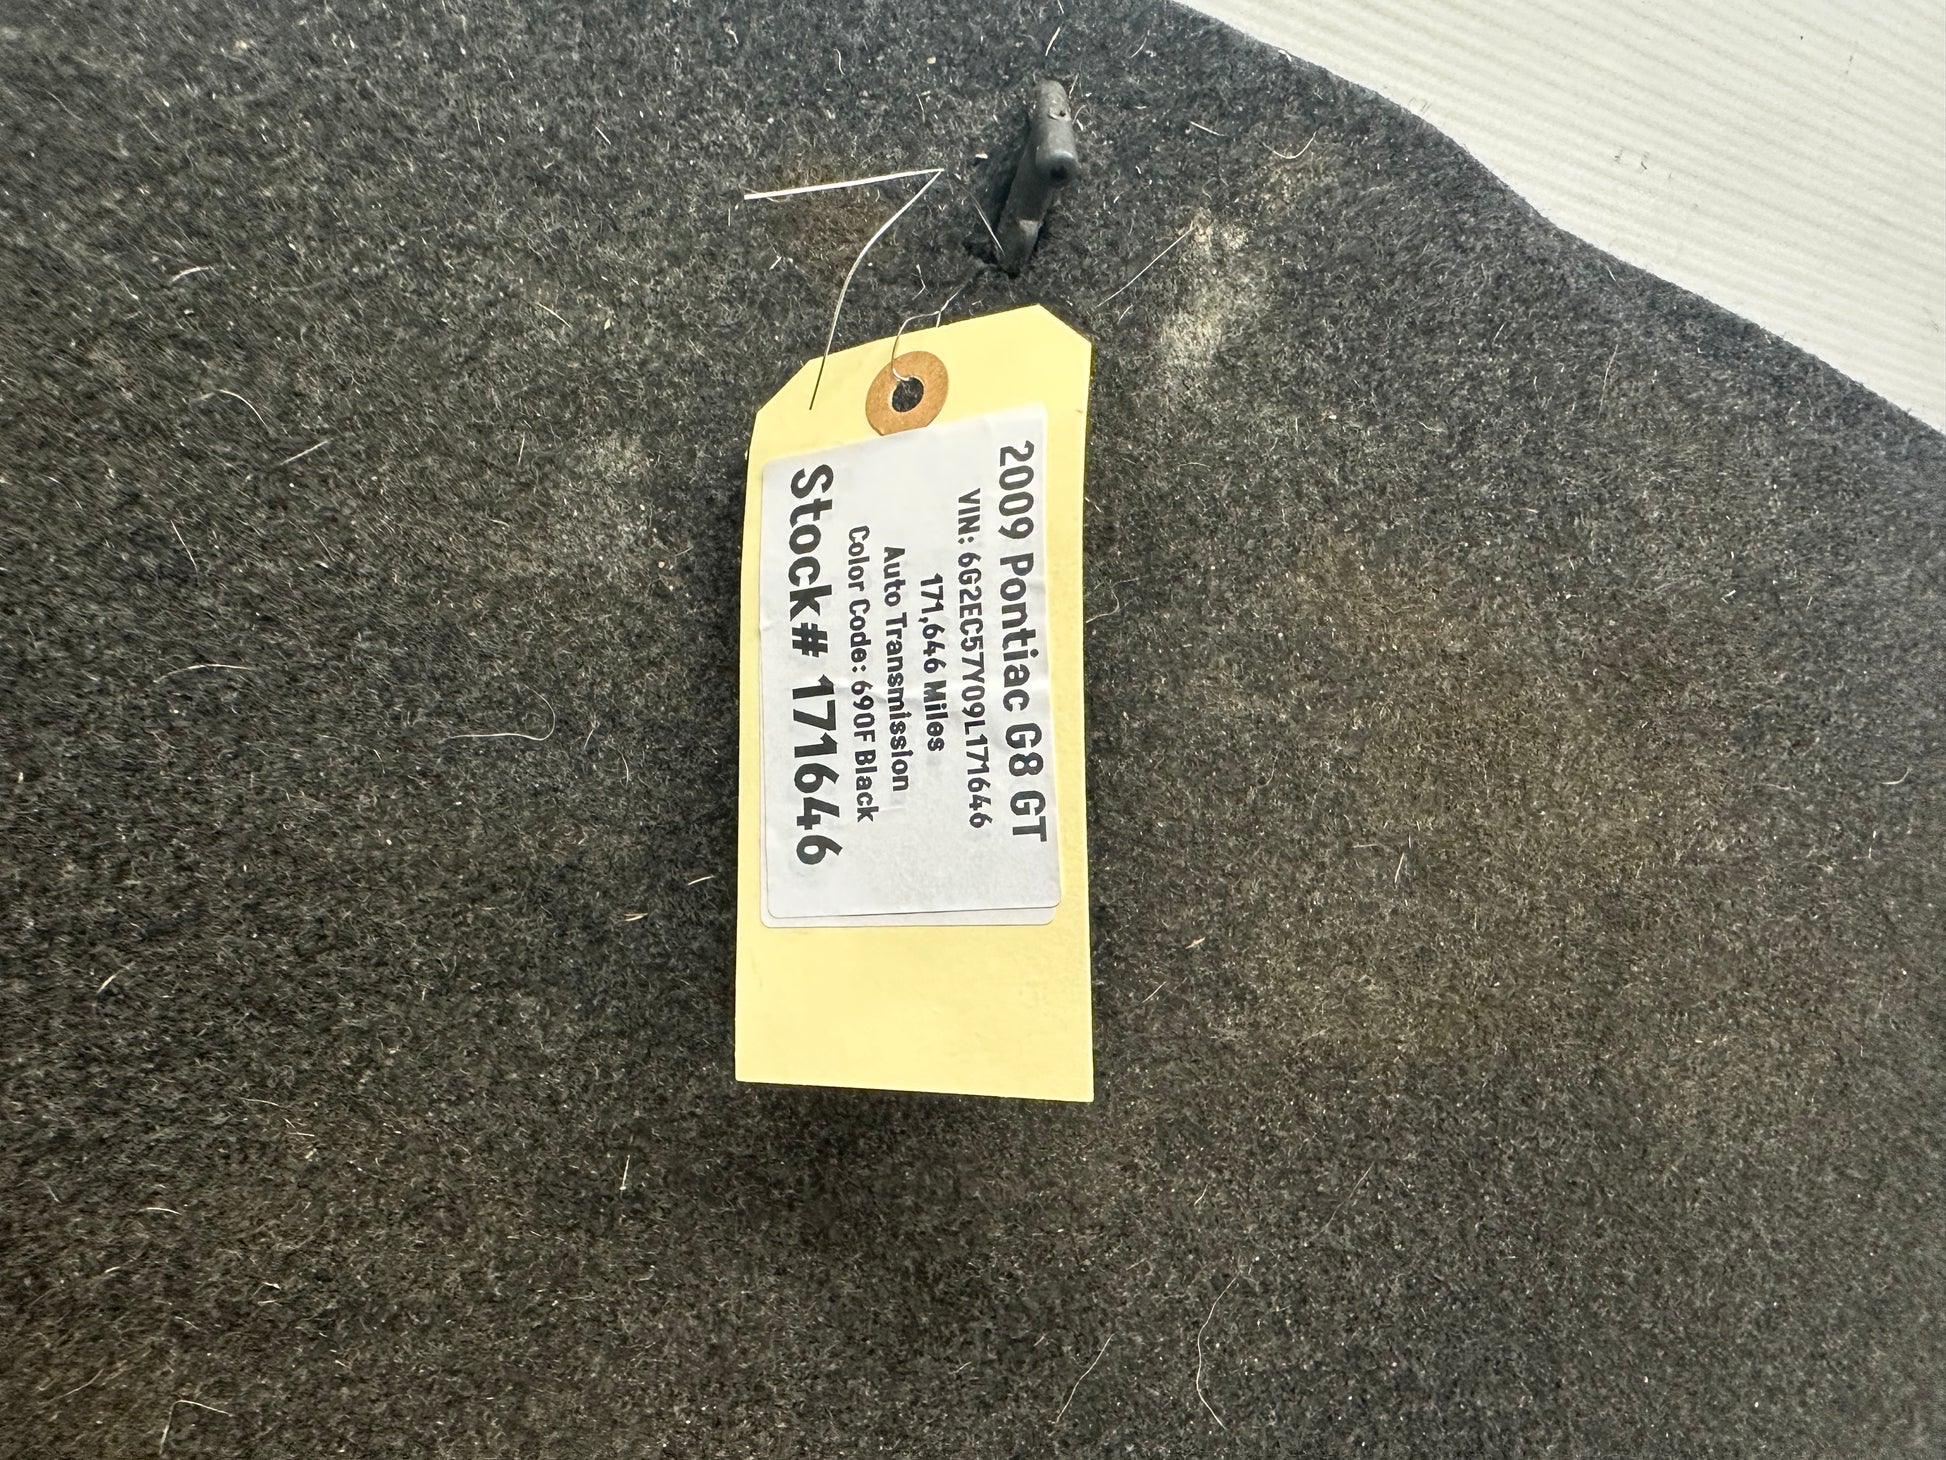 2009 Pontiac G8 GT
VIN: 6G2EC57Y09L171646
171,646 Miles
Auto Transmission
Color Code: 690F Black
Stock# 171646